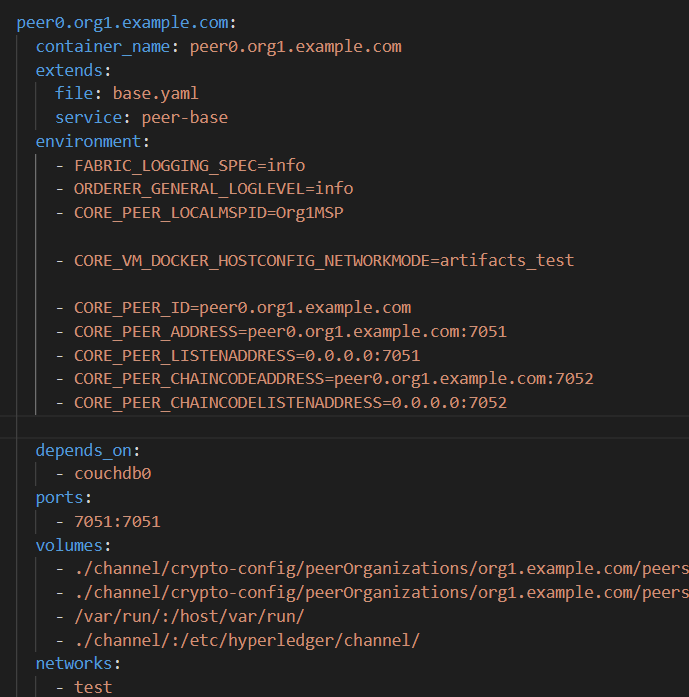 peer0.org1.example.com:
container_name: peer0.org1.example.com
extends:
file: base.yaml
service: peer-base
environment:
- FABRIC_LOGGING_SPEC=info
- ORDERER_GENERAL_LOGLEVEL=info
- CORE_PEER_LOCALMSPID=Org1MSP
- CORE_VM_DOCKER_HOSTCONFIG_NETWORKMODE=artifacts_test
- CORE_PEER_ID=peer0.org1.example.com
- CORE_PEER_ADDRESS=peer0.org1.example.com:7051
- CORE_PEER_LISTENADDRESS=0.0.0.0:7051
- CORE_PEER_CHAINCODEADDRESS=peer0.org1.example.com:7052
- CORE_PEER_CHAINCODELISTENADDRESS=0.0.0.0:7052
depends_on:
- couchdb0
ports:
- 7051:7051
volumes:
- ./channel/crypto-config/peerOrganizations/org1.example.com/peers
- ./channel/crypto-config/peerOrganizations/org1.example.com/peers
- /var/run/:/host/var/run/
- ./channel/:/etc/hyperledger/channel/
networks:
- test